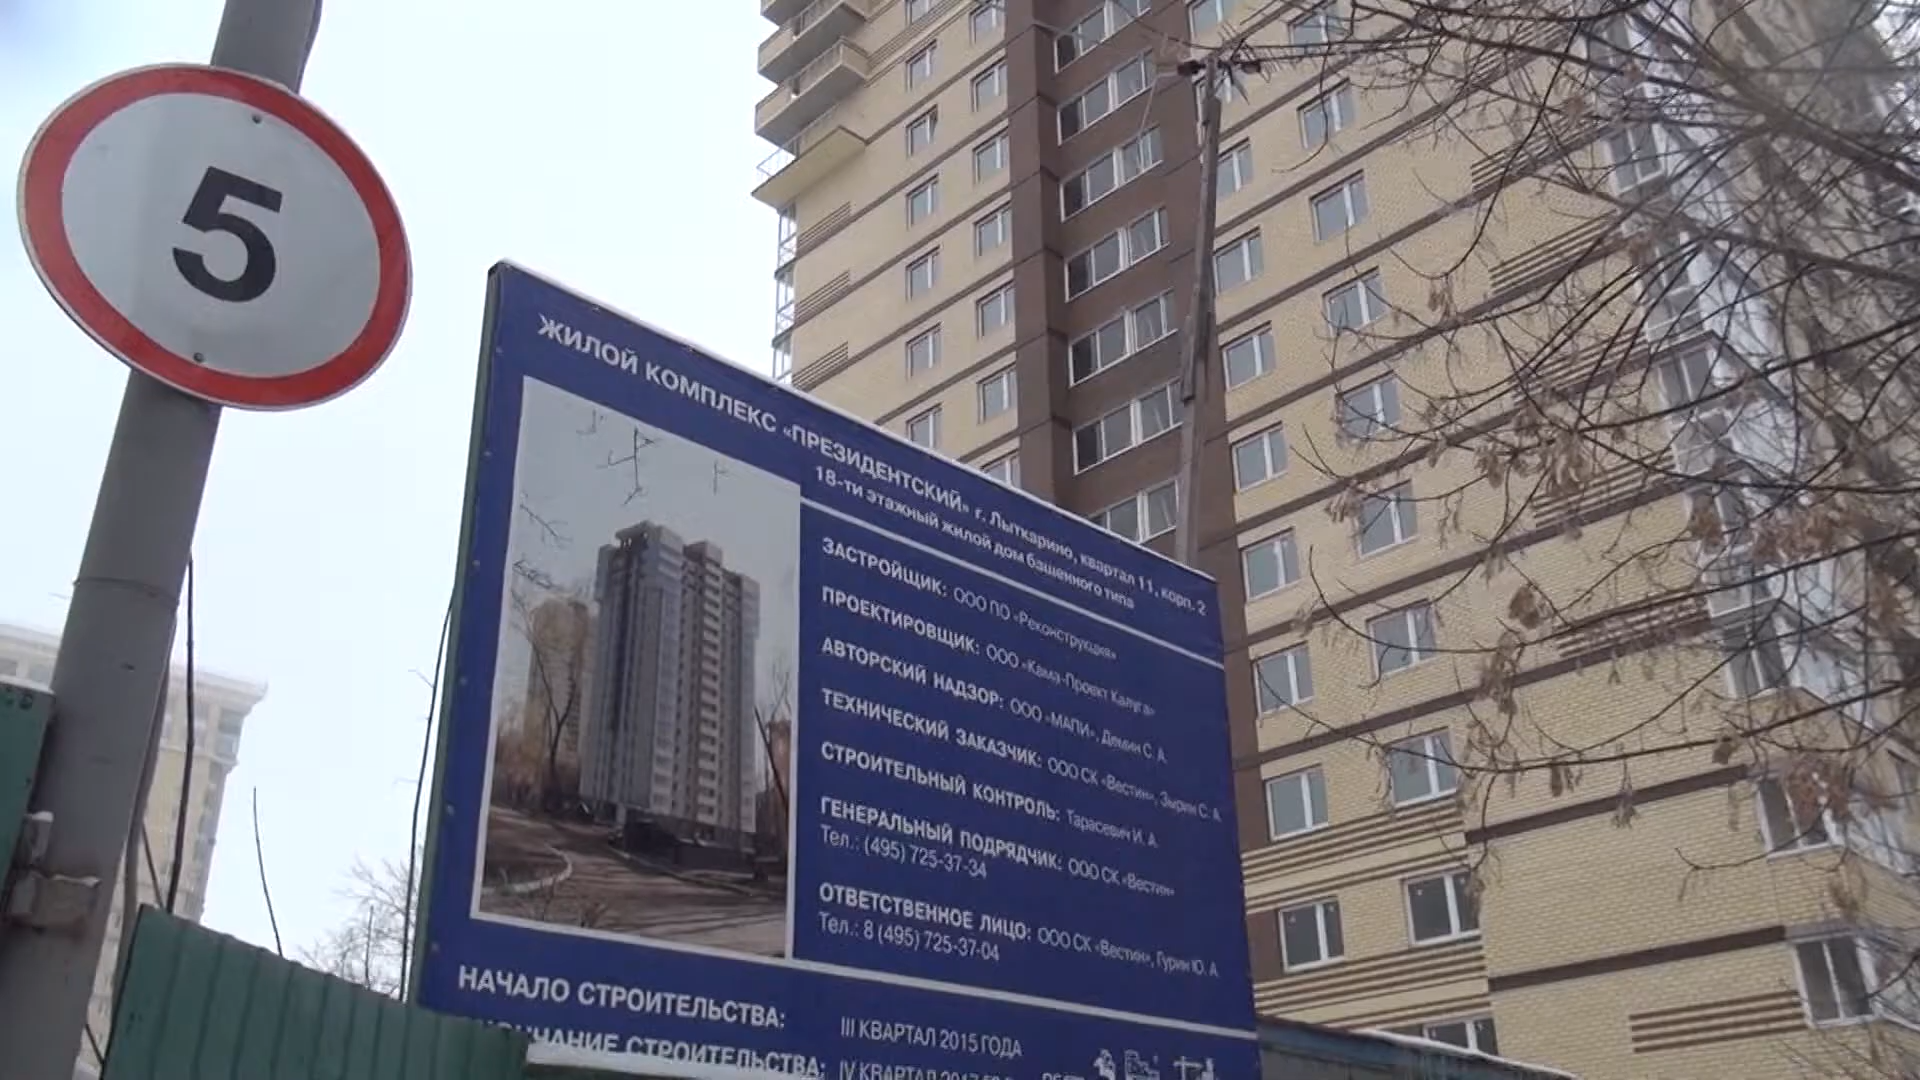 5
ЖИЛОЙ КОМПЛЕКС «ПРЕЗИДЕНТСКИЙ» г. Лыткарино, квартал 11, корп. 2
18-ти этажный жилой дом башенного типа
ЗАСТРОЙЩИК: ООО ПО «Реконструкция»
ПРОЕКТИРОВЩИК: ООО «Кама-Проект Калуга»
АВТОРСКИЙ НАДЗОР: ООО «МАПИ», Демин С. А.
ТЕХНИЧЕСКИЙ ЗАКАЗЧИК: ООО СК «Вестин», Зырин С. А.
СТРОИТЕЛЬНЫЙ КОНТРОЛЬ: Тарасевич И. А.
ГЕНЕРАЛЬНЫЙ ПОДРЯДЧИК: ООО СК «Вестин»
Тел.: (495) 725-37-34
ОТВЕТСТВЕННОЕ ЛИЦО: ООО СК «Вестин», Гурин Ю. А.
Тел.: 8 (495) 725-37-04
НАЧАЛО СТРОИТЕЛЬСТВА: III КВАРТАЛ 2015 ГОДА
СТРОИТЕЛЬСТВА: IV КВАРТАЛ 2017